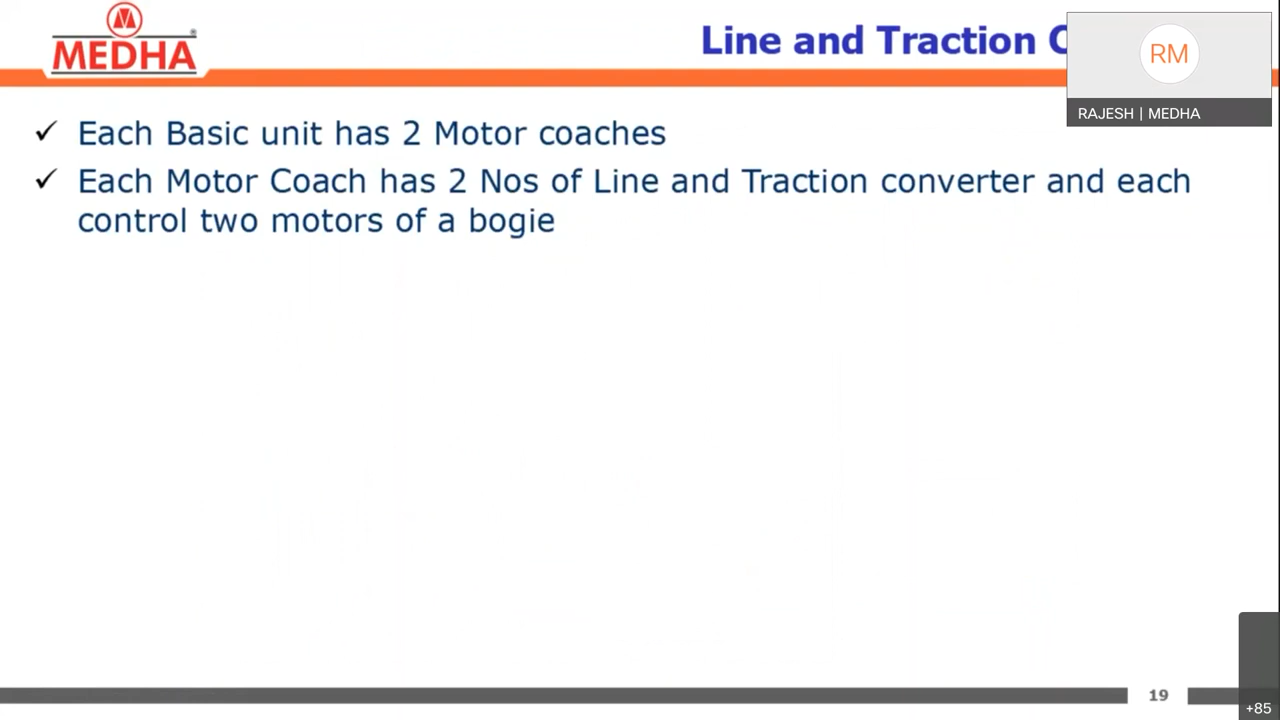 MEDHA
Line and Traction C
RM
RAJESH | MEDHA
✓ Each Basic unit has 2 Motor coaches
✓ Each Motor Coach has 2 Nos of Line and Traction converter and each
control two motors of a bogie
19
+85